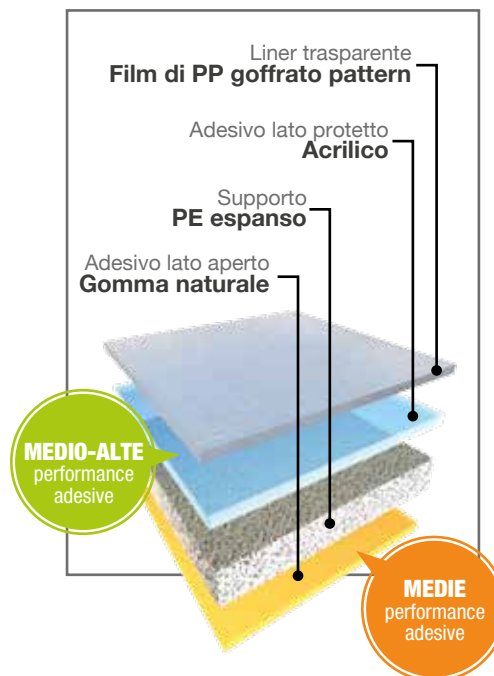 Liner trasparente
Film di PP goffrato pattern
Adesivo lato protetto
Acrilico
Supporto
PE espanso
Adesivo lato aperto
Gomma naturale
MEDIO-ALTE
performance
adesive
MEDIE
performance
adesive